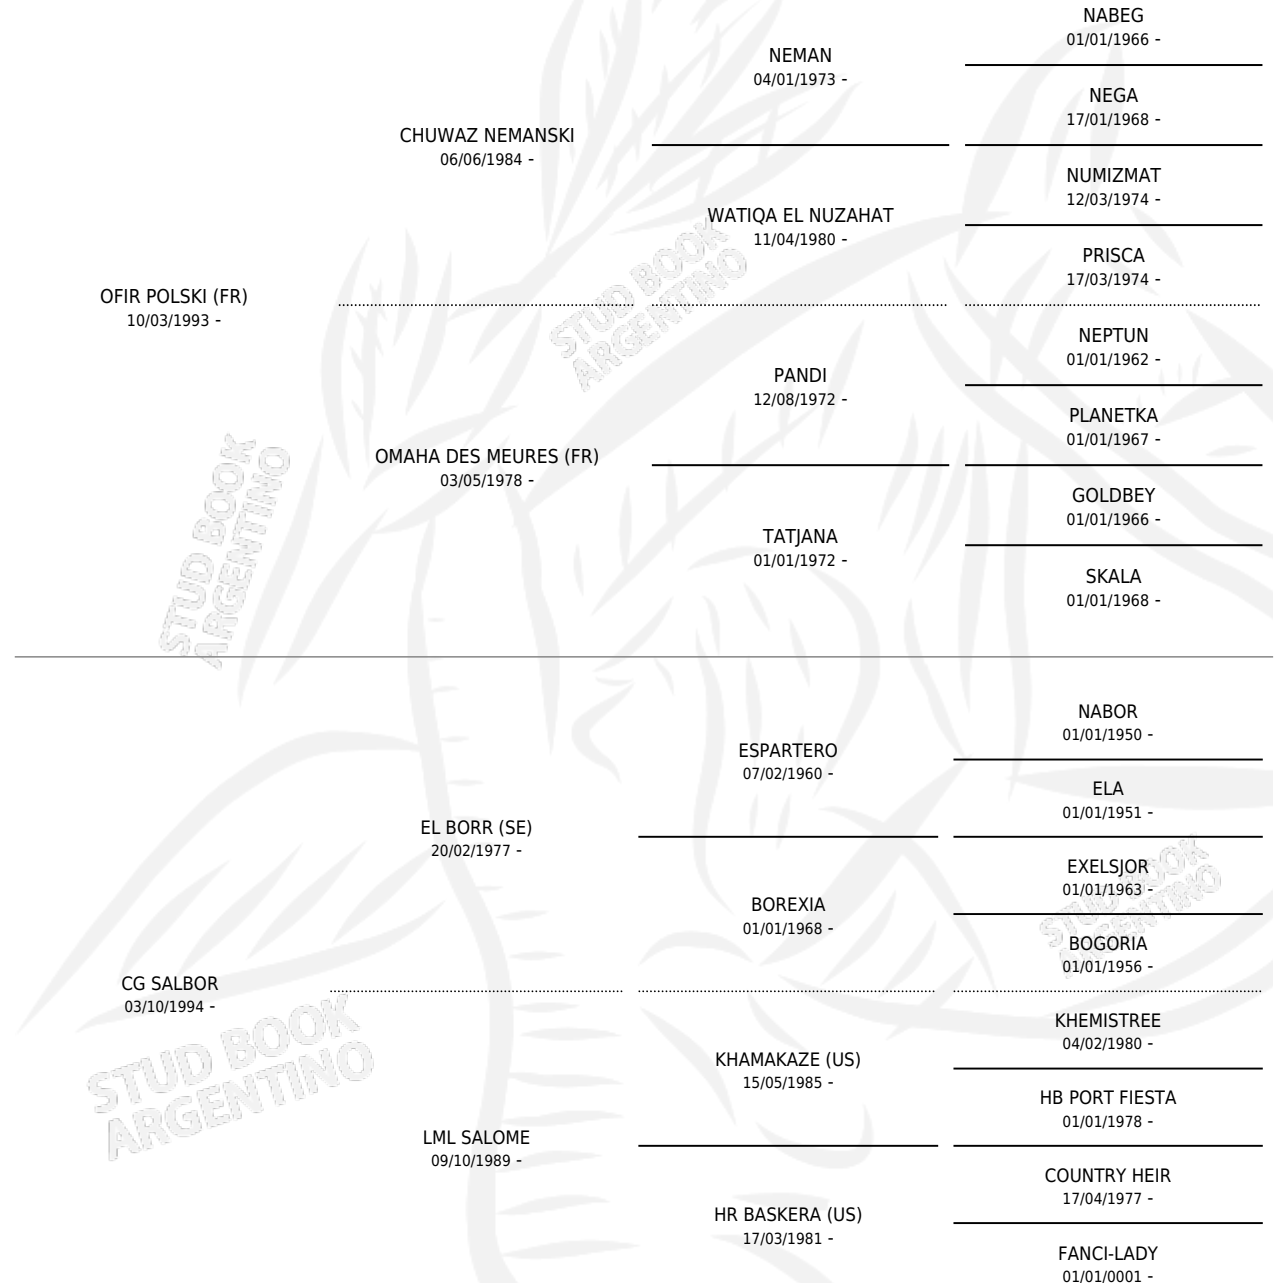 NABEG
01/01/1966 -
NEMAN
04/01/1973 -
NEGA
17/01/1968 -
CHUWAZ NEMANSKI
06/06/1984 -
NUMIZMAT
12/03/1974 -
WATIQA EL NUZAHAT
11/04/1980 -
PRISCA
17/03/1974 -
OFIR POLSKI (FR)
10/03/1993 -
NEPTUN
01/01/1962 -
PANDI
12/08/1972 -
PLANETKA
01/01/1967 -
OMAHA DES MEURES (FR)
03/05/1978 -
GOLDBEY
01/01/1966 -
TATJANA
01/01/1972 -
SKALA
01/01/1968 -
STUD BOOK
ARGENTINO
STUD BOOK
ARGENTINO
NABOR
01/01/1950 -
ESPARTERO
07/02/1960 -
ELA
01/01/1951 -
EL BORR (SE)
20/02/1977 -
EXELSJOR
01/01/1963 -
BOREXIA
01/01/1968 -
BOGORIA
01/01/1956 -
CG SALBOR
03/10/1994 -
KHEMISTREE
04/02/1980 -
KHAMAKAZE (US)
15/05/1985 -
HB PORT FIESTA
01/01/1978 -
LML SALOME
09/10/1989 -
COUNTRY HEIR
17/04/1977 -
HR BASKERA (US)
17/03/1981 -
FANCI-LADY
01/01/0001 -
STUD BOOK
ARGENTINO
STUD BOOK
ARGENTINO